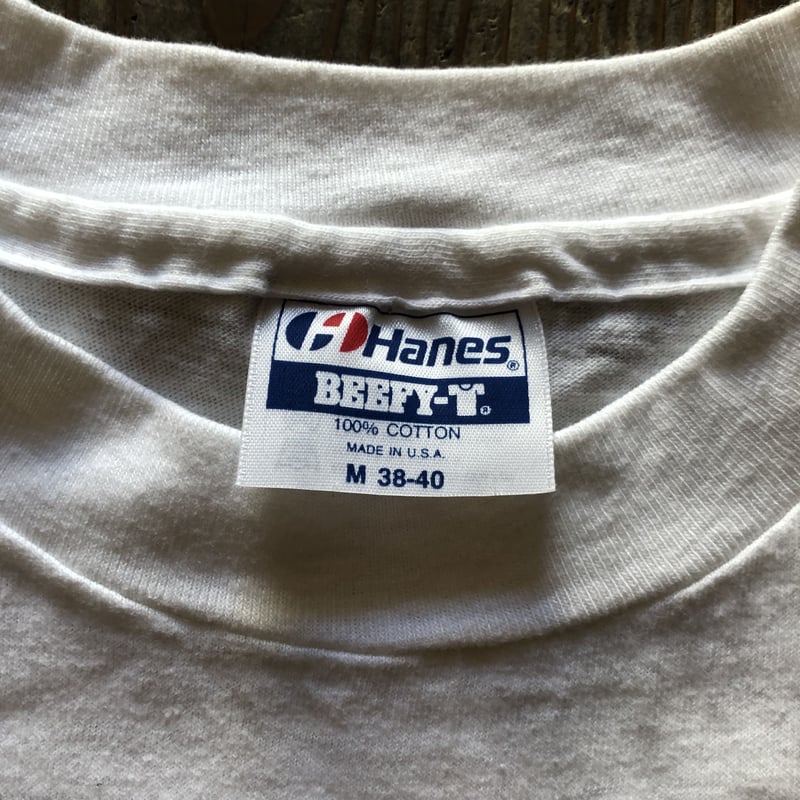 Hanes®
BEEFY-T®
100% COTTON
MADE IN U.S.A.
M 38-40